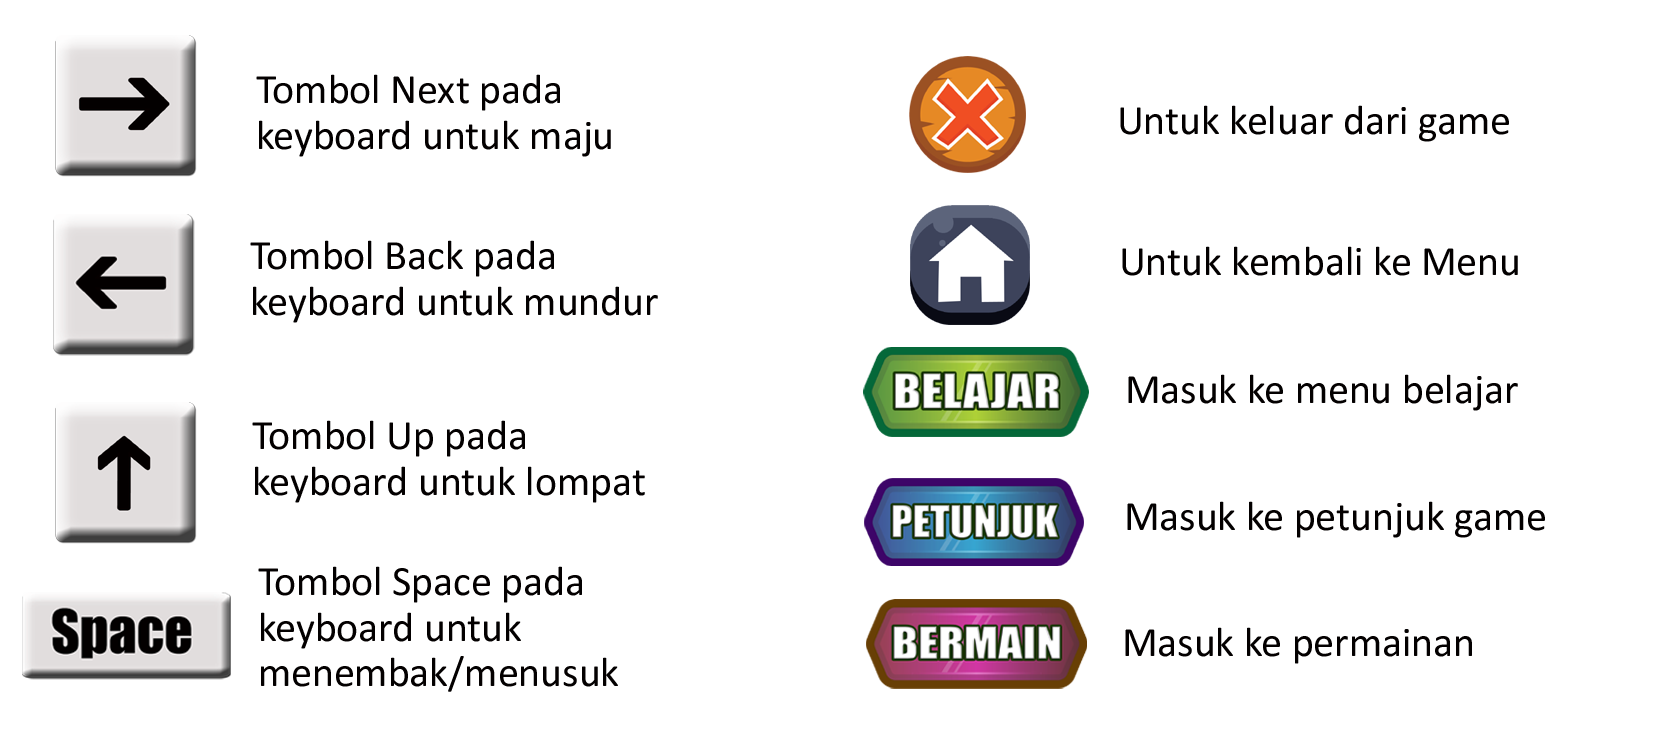 Tombol Next pada
keyboard untuk maju
Tombol Back pada
keyboard untuk mundur
Tombol Up pada
keyboard untuk lompat
Space
Tombol Space pada
keyboard untuk
menembak/menusuk
Untuk keluar dari game
Untuk kembali ke Menu
BELAJAR
Masuk ke menu belajar
PETUNJUK
Masuk ke petunjuk game
BERMAIN
Masuk ke permainan